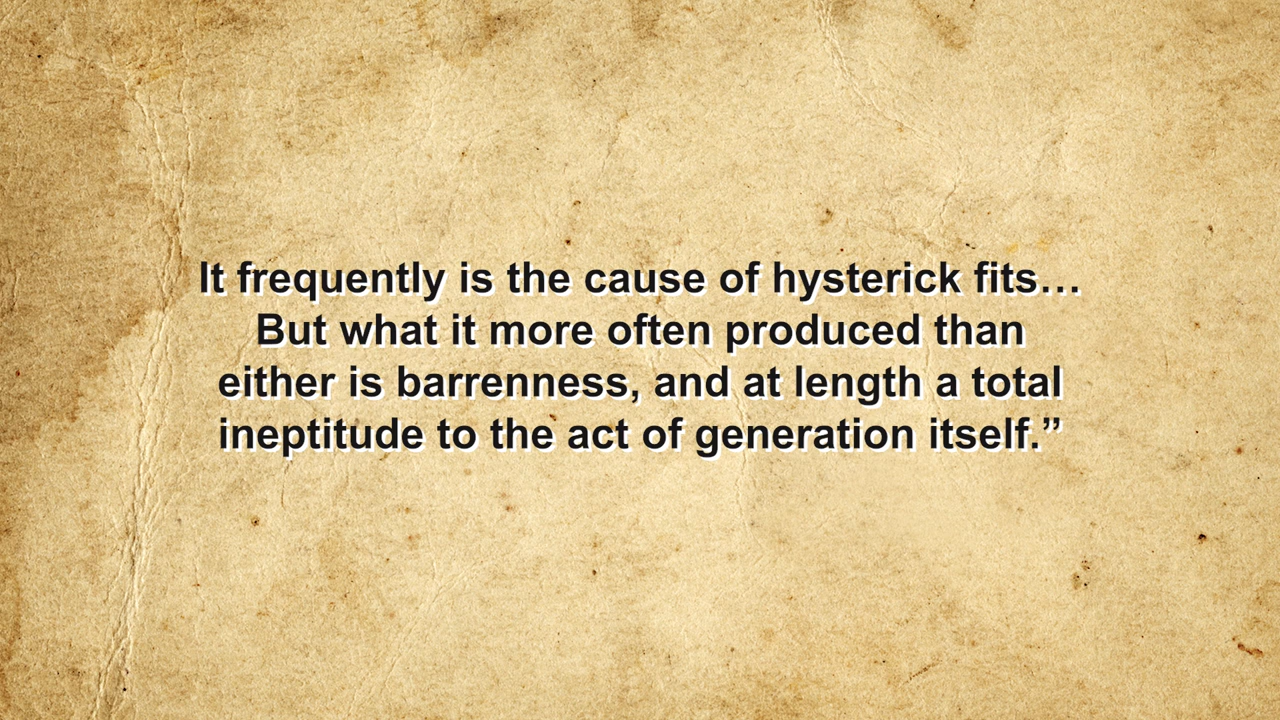 It frequently is the cause of hysterick fits…
But what it more often produced than
either is barrenness, and at length a total
ineptitude to the act of generation itself.”